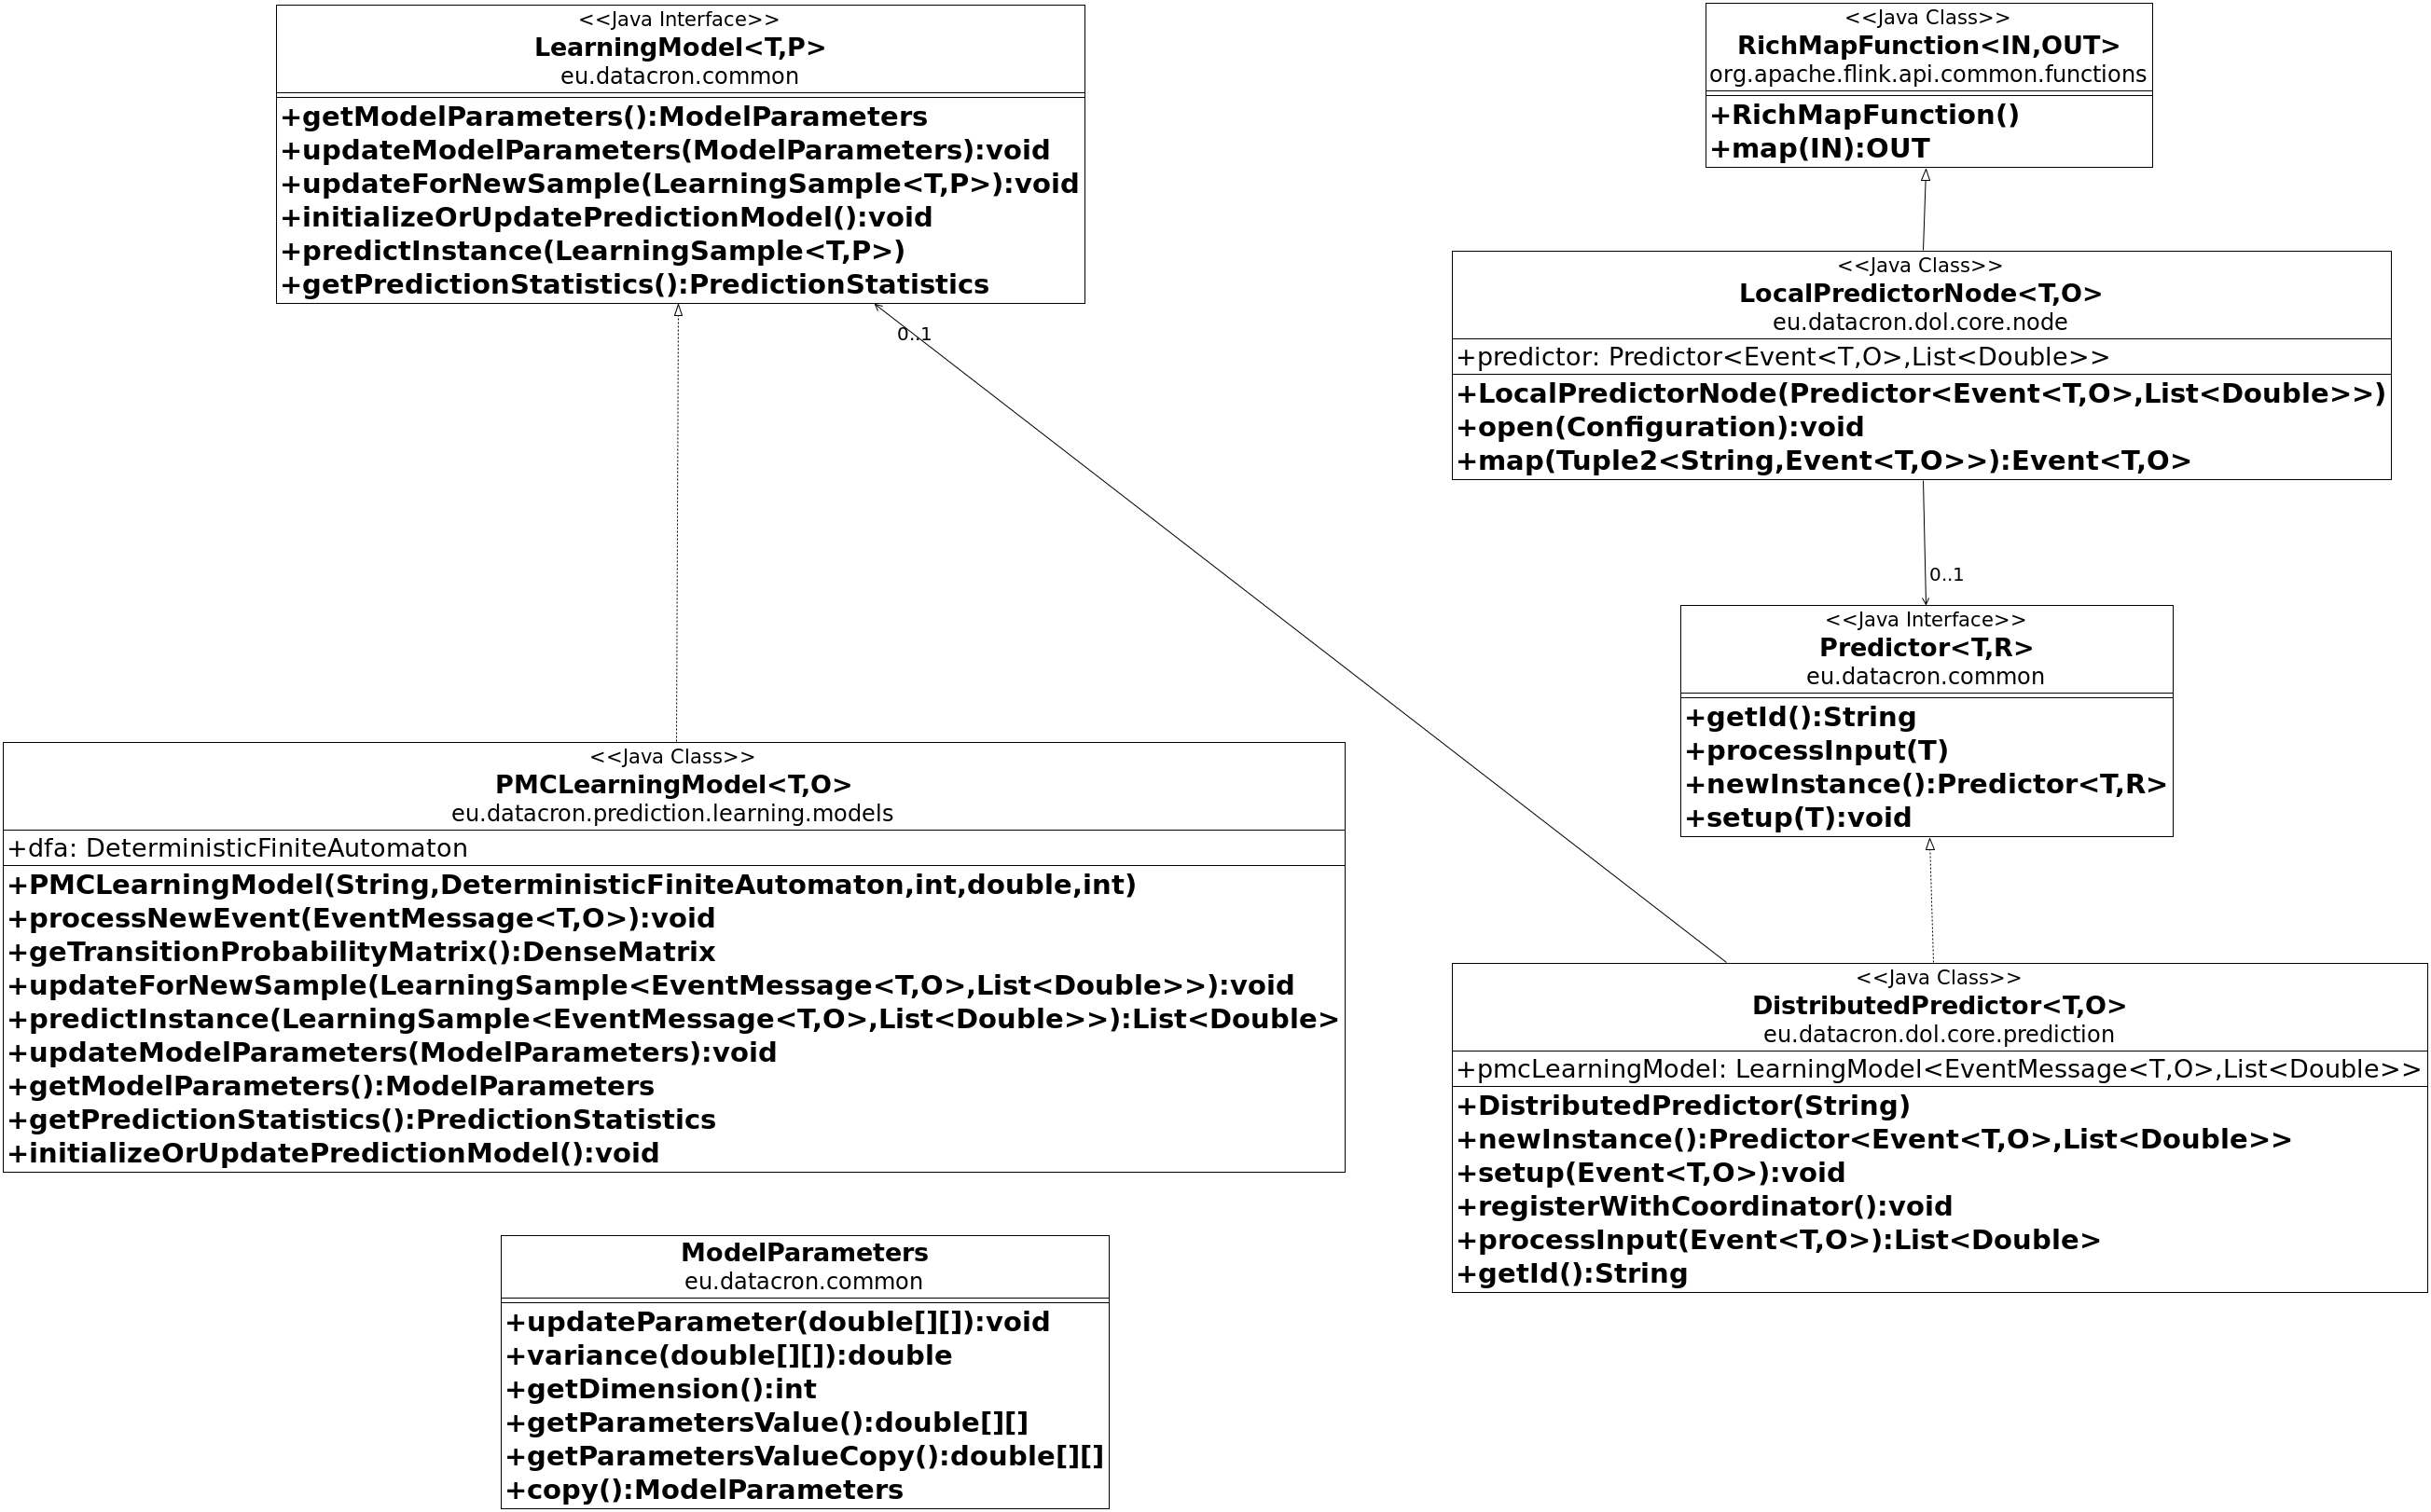 <<Java Interface>>
LearningModel<T,P>
eu.datacron.common
+getModelParameters():ModelParameters
+updateModelParameters(ModelParameters):void
+updateForNewSample(LearningSample<T,P>):void
+initializeOrUpdatePredictionModel():void
+predictInstance(LearningSample<T,P>)
+getPredictionStatistics():PredictionStatistics
0..1
<<Java Class>>
PMCLearningModel<T,O>
eu.datacron.prediction.learning.models
+dfa: DeterministicFiniteAutomaton
+PMCLearningModel(String,DeterministicFiniteAutomaton,int,double,int)
+processNewEvent(EventMessage<T,O>):void
+geTransitionProbabilityMatrix():DenseMatrix
+updateForNewSample(LearningSample<EventMessage<T,O>,List<Double>>):void
+predictInstance(LearningSample<EventMessage<T,O>,List<Double>>):List<Double>
+updateModelParameters(ModelParameters):void
+getModelParameters():ModelParameters
+getPredictionStatistics():PredictionStatistics
+initializeOrUpdatePredictionModel():void
ModelParameters
eu.datacron.common
+updateParameter(double[][]):void
+variance(double[][]):double
+getDimension():int
+getParametersValue():double[][]
+getParametersValueCopy():double[][]
+copy():ModelParameters
<<Java Class>>
RichMapFunction<IN,OUT>
org.apache.flink.api.common.functions
+RichMapFunction()
+map(IN):OUT
<<Java Class>>
LocalPredictorNode<T,O>
eu.datacron.dol.core.node
+predictor: Predictor<Event<T,O>,List<Double>>
+LocalPredictorNode(Predictor<Event<T,O>,List<Double>>)
+open(Configuration):void
+map(Tuple2<String,Event<T,O>>):Event<T,O>
0..1
<<Java Interface>>
Predictor<T,R>
eu.datacron.common
+getId():String
+processInput(T)
+newInstance():Predictor<T,R>
+setup(T):void
<<Java Class>>
DistributedPredictor<T,O>
eu.datacron.dol.core.prediction
+pmcLearningModel: LearningModel<EventMessage<T,O>,List<Double>>
+DistributedPredictor(String)
+newInstance():Predictor<Event<T,O>,List<Double>>
+setup(Event<T,O>):void
+registerWithCoordinator():void
+processInput(Event<T,O>):List<Double>
+getId():String